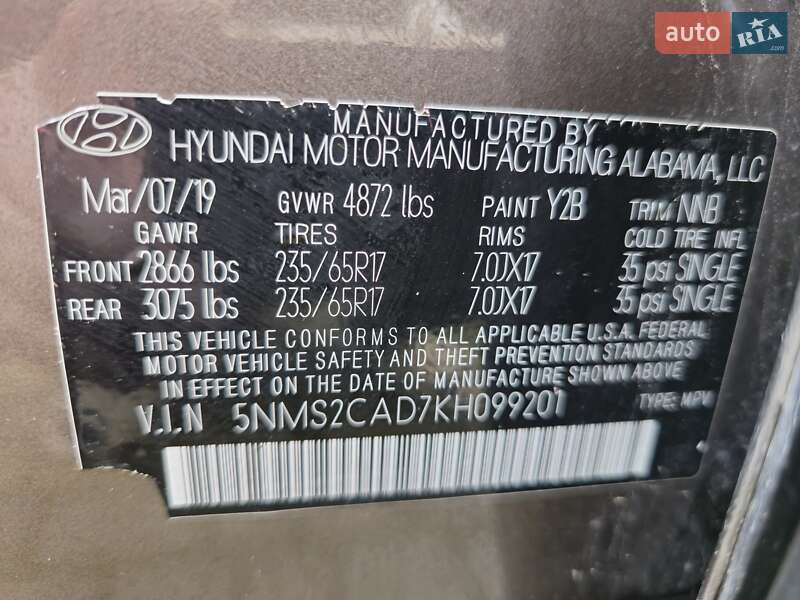 auto RIA.com
MANUFACTURED BY
HYUNDAI MOTOR MANUFACTURING ALABAMA, LLC
Mar/07/19 GVWR 4872 lbs PAINT Y2B TRIM NNB
GAWR TIRES RIMS COLD TIRE INFL
FRONT 2866 lbs 235/65R17 7.0JX17 35 psi SINGLE
REAR 3075 lbs 235/65R17 7.0JX17 35 psi SINGLE
THIS VEHICLE CONFORMS TO ALL APPLICABLE U.S.A. FEDERAL
MOTOR VEHICLE SAFETY AND THEFT PREVENTION STANDARDS
IN EFFECT ON THE DATE OF MANUFACTURE SHOWN ABOVE
V.I.N 5NMS2CAD7KH099201 TYPE: MPV